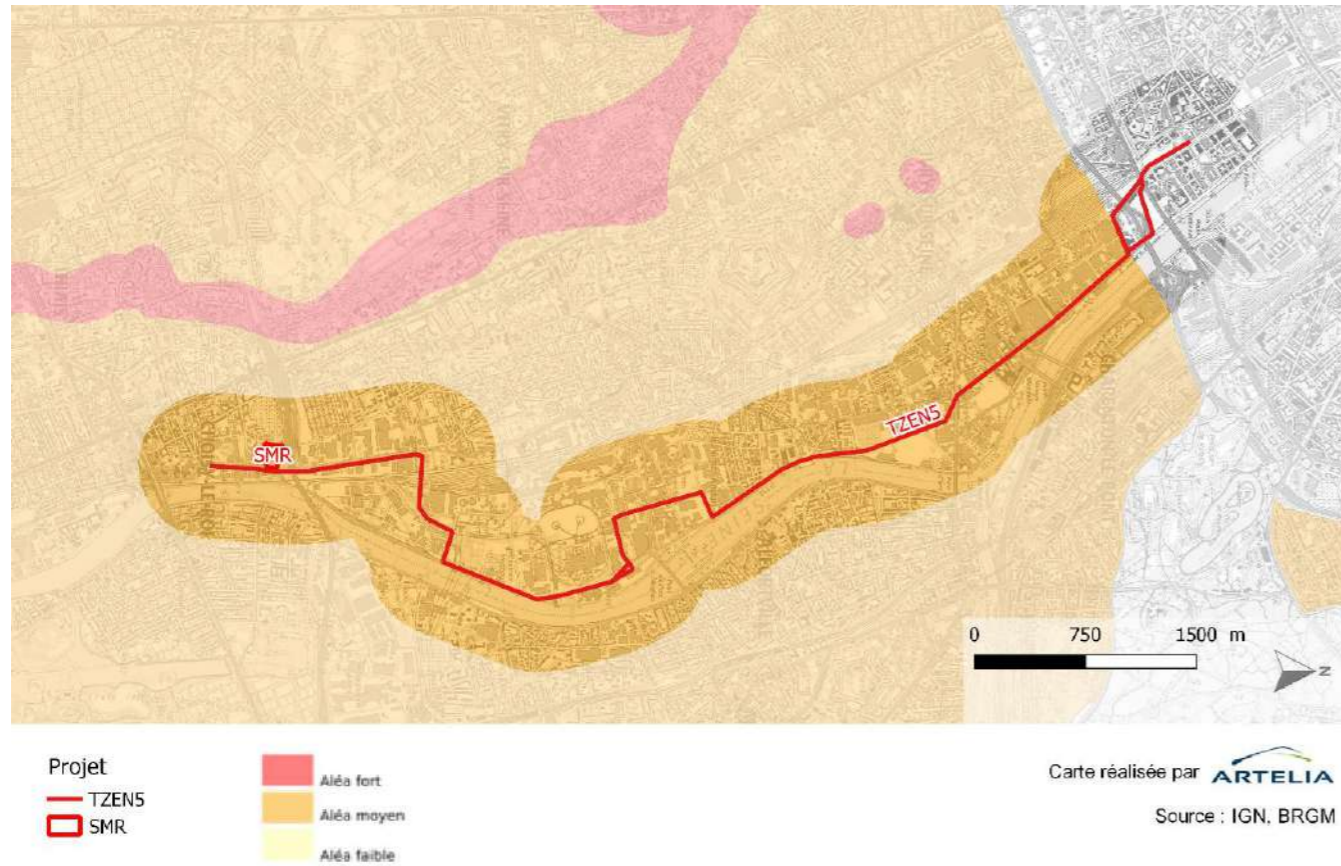 SMR
TZEN5
0 750 1500 m
N
Projet
TZEN5
SMR
Aléa fort
Aléa moyen
Aléa faible
Carte réalisée par ARTELIA
Source : IGN, BRGM